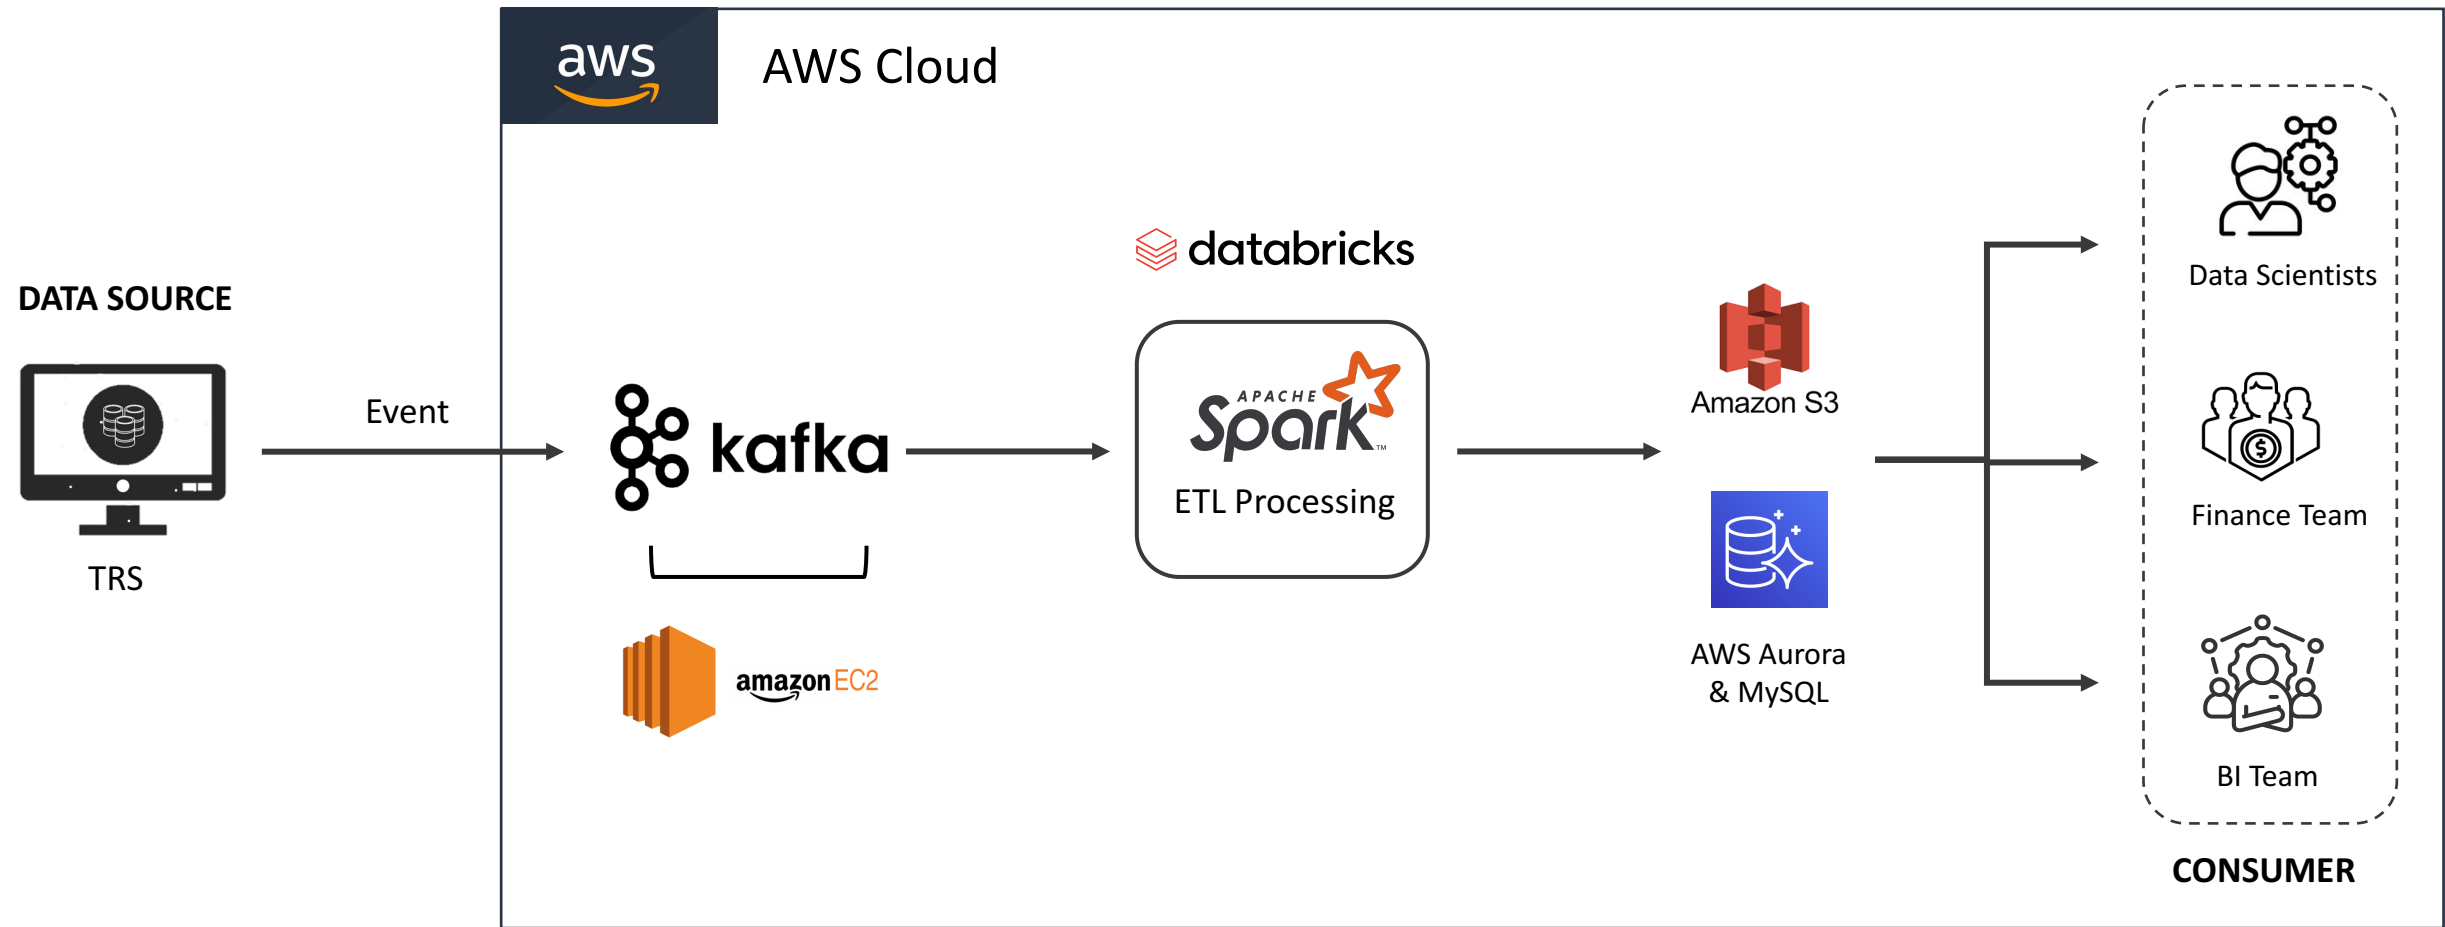 aws
AWS Cloud
DATA SOURCE
TRS
Event
kafka
amazon EC2
databricks
APACHE
Spark™
ETL Processing
Amazon S3
AWS Aurora
& MySQL
Data Scientists
$
Finance Team
BI Team
CONSUMER